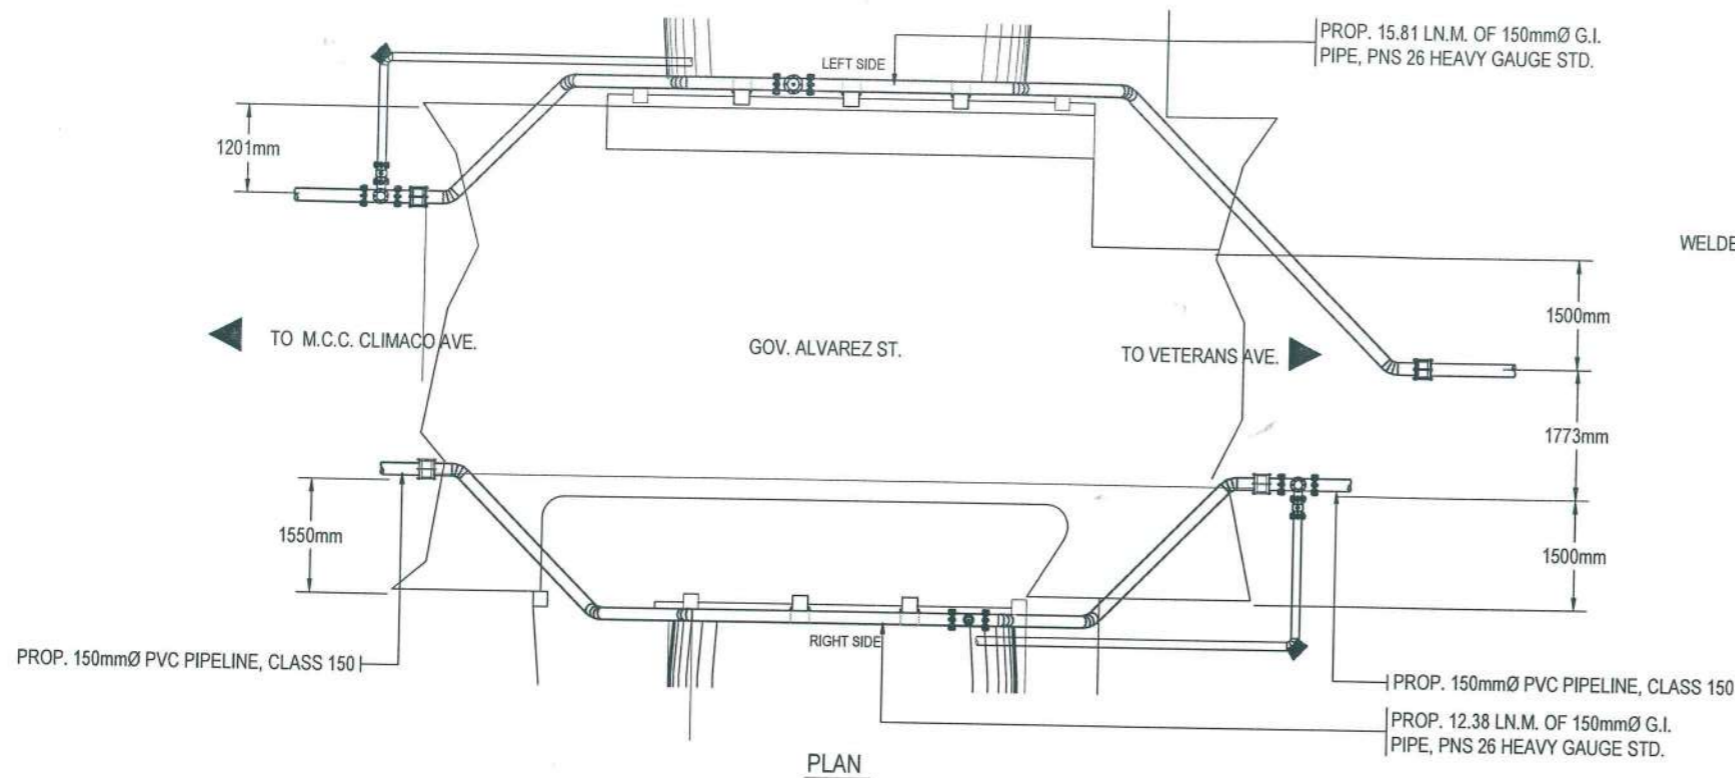 PROP. 15.81 LN.M. OF 150mmØ G.I.
PIPE, PNS 26 HEAVY GAUGE STD.
LEFT SIDE
1201mm
WELDE
1500mm
TO M.C.C. CLIMACO AVE.
GOV. ALVAREZ ST.
TO VETERANS AVE.
1773mm
1550mm
1500mm
RIGHT SIDE
PROP. 150mmØ PVC PIPELINE, CLASS 150
PROP. 150mmØ PVC PIPELINE, CLASS 150
PROP. 12.38 LN.M. OF 150mmØ G.I.
PIPE, PNS 26 HEAVY GAUGE STD.
PLAN